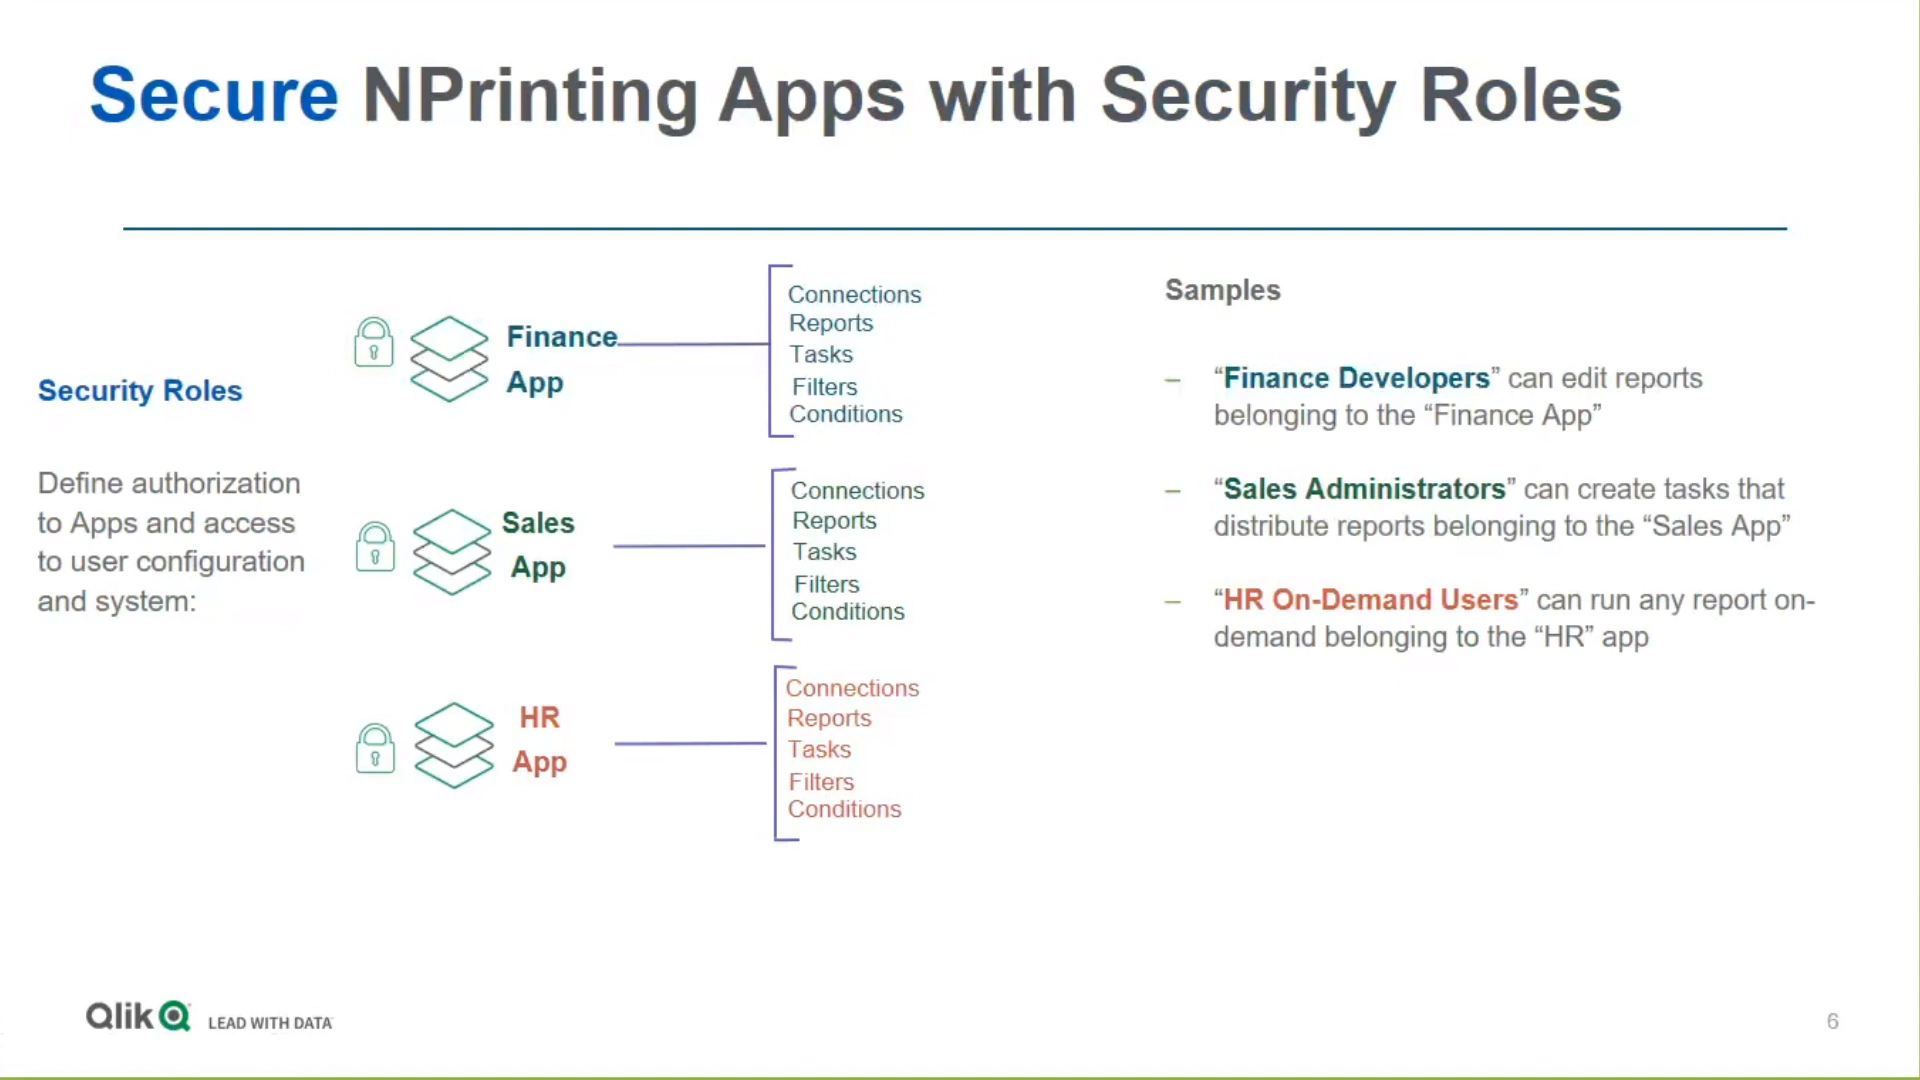 Secure NPrinting Apps with Security Roles
Security Roles
Define authorization
to Apps and access
to user configuration
and system:
Finance
App
Connections
Reports
Tasks
Filters
Conditions
Sales
App
Connections
Reports
Tasks
Filters
Conditions
HR
App
Connections
Reports
Tasks
Filters
Conditions
Samples
– “Finance Developers” can edit reports
belonging to the “Finance App”
– “Sales Administrators” can create tasks that
distribute reports belonging to the “Sales App”
– “HR On-Demand Users” can run any report on-
demand belonging to the “HR” app
Qlik LEAD WITH DATA
6